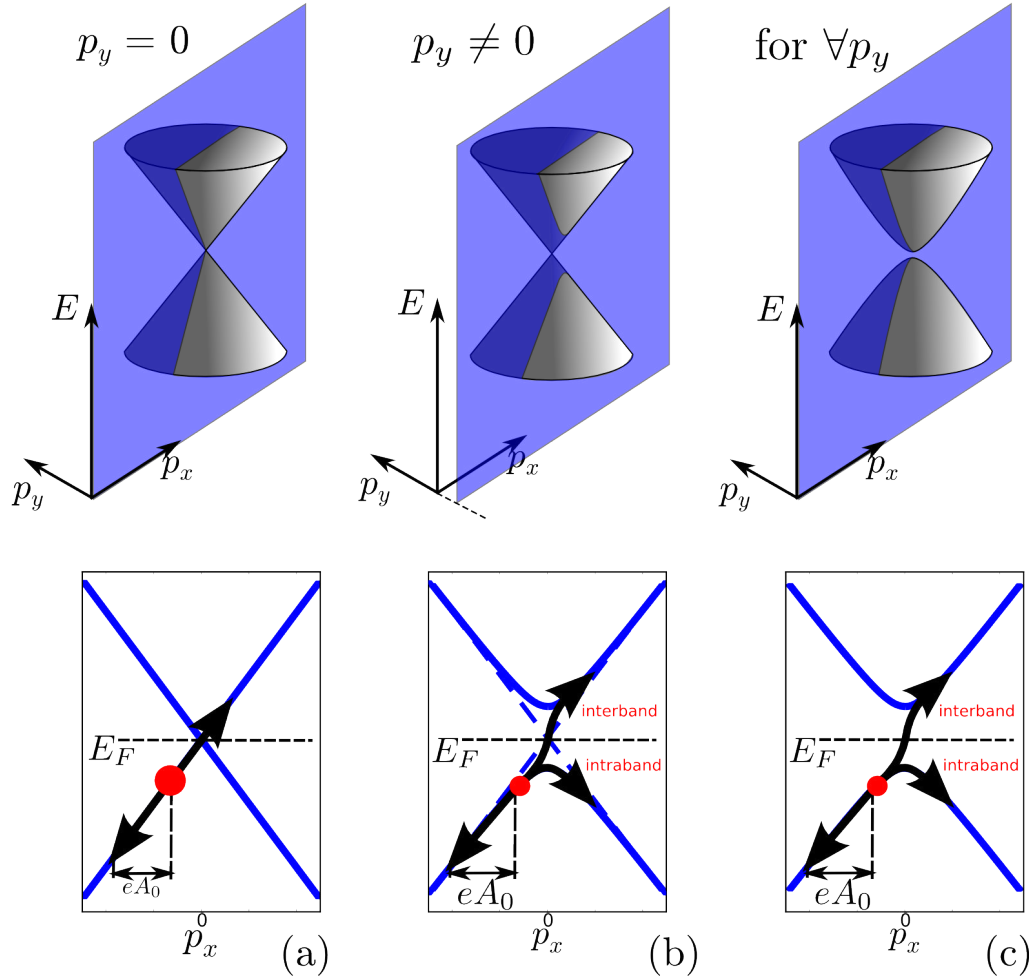 p_y = 0
p_y ≠ 0
for ∀p_y
E
p_x
p_y
E
p_x
p_y
E
p_x
p_y
E_F
eA_0
0
p_x
(a)
interband
E_F
intraband
eA_0
0
p_x
(b)
interband
E_F
intraband
eA_0
0
p_x
(c)